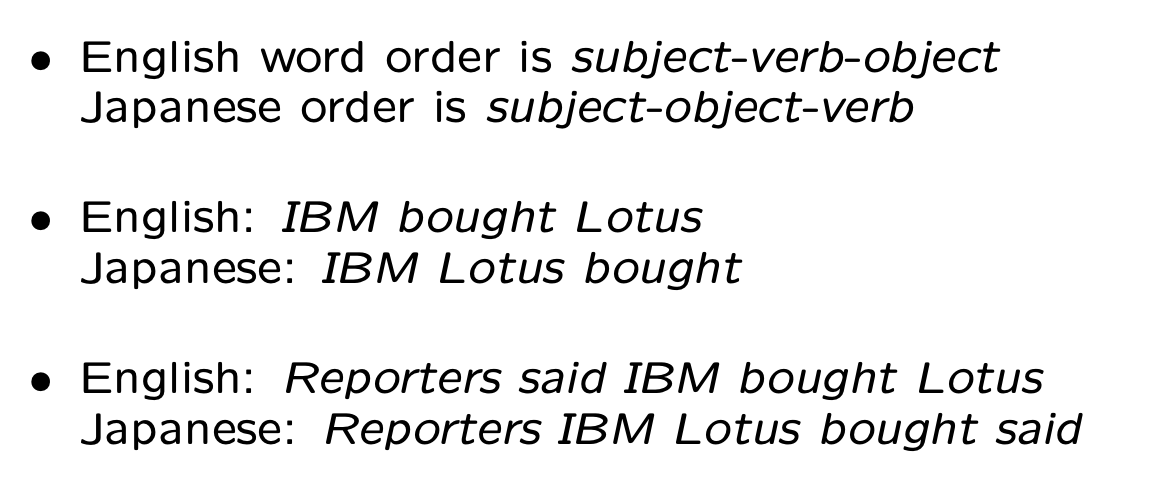 • English word order is subject-verb-object
Japanese order is subject-object-verb
• English: IBM bought Lotus
Japanese: IBM Lotus bought
• English: Reporters said IBM bought Lotus
Japanese: Reporters IBM Lotus bought said